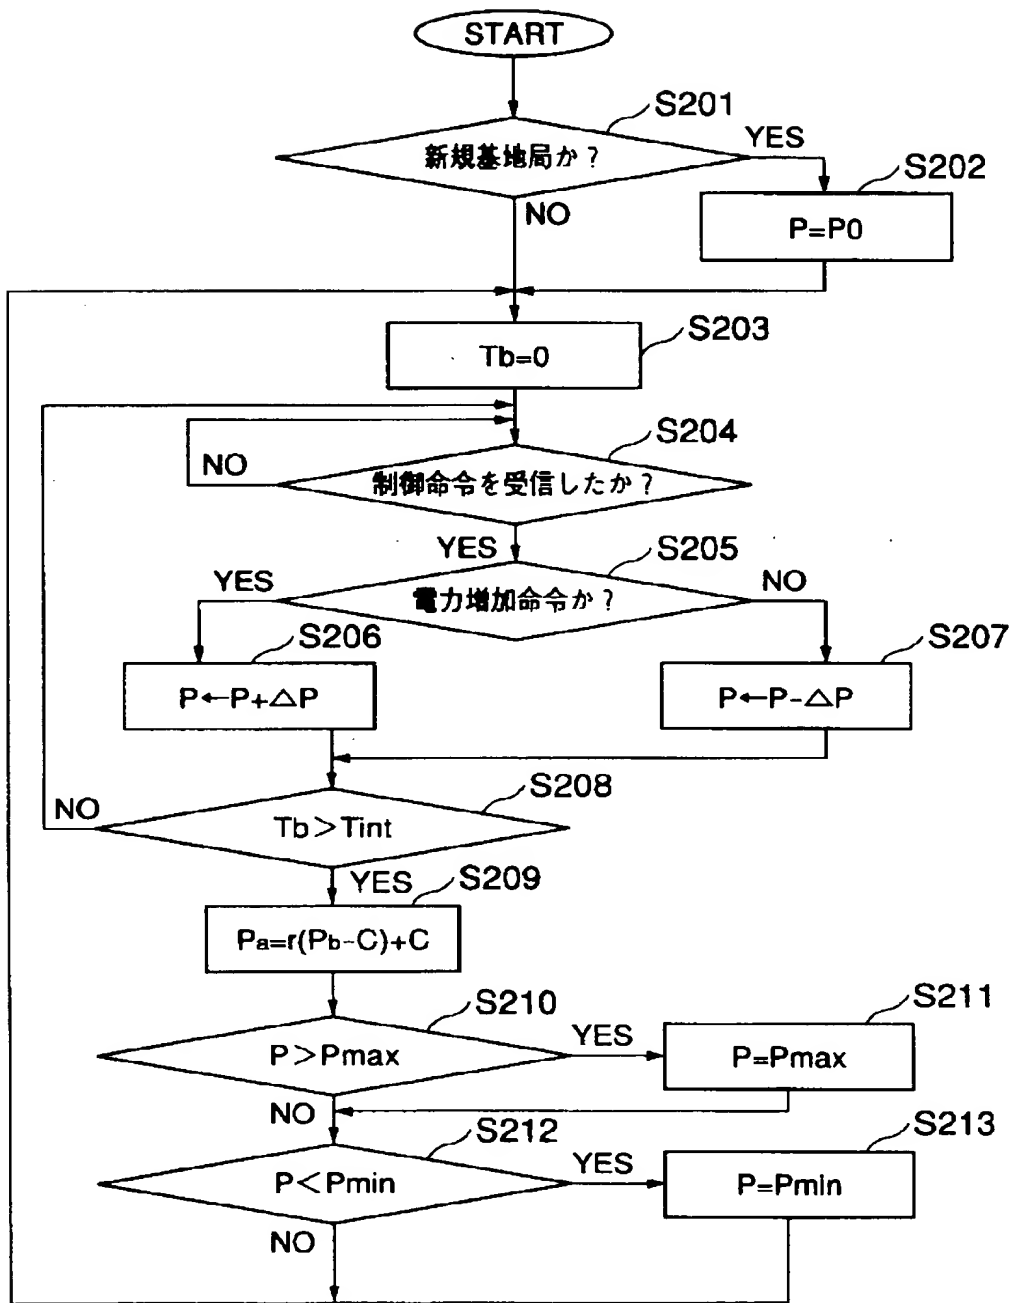 START
S201
新規基地局か？
YES
S202
NO
P=P0
S203
Tb=0
S204
NO
制御命令を受信したか？
YES
S205
YES
電力増加命令か？
NO
S206
S207
P←P+△P
P←P-△P
S208
NO
Tb＞Tint
YES
S209
Pa=r(Pb-C)+C
S210
S211
P＞Pmax
YES
P=Pmax
NO
S212
S213
P＜Pmin
YES
P=Pmin
NO